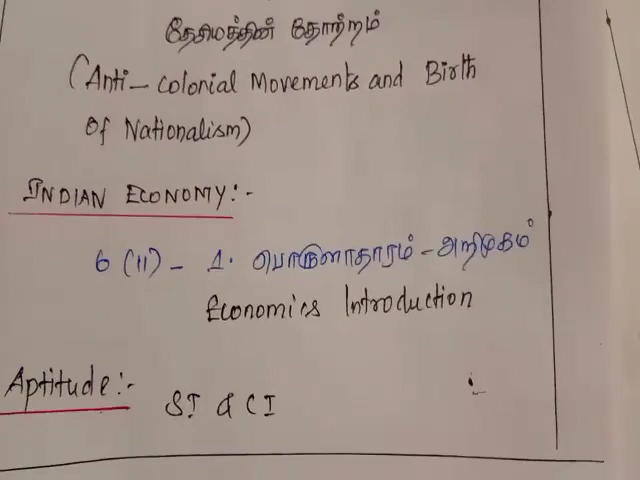 தேசியத்தின் தோற்றம்
(Anti-colonial Movements and Birth
Of Nationalism)
INDIAN ECONOMY:-
6 (II) - 1. பொருளாதாரம் - அறிமுகம்
Economics Introduction
Aptitude:-
SI & CI